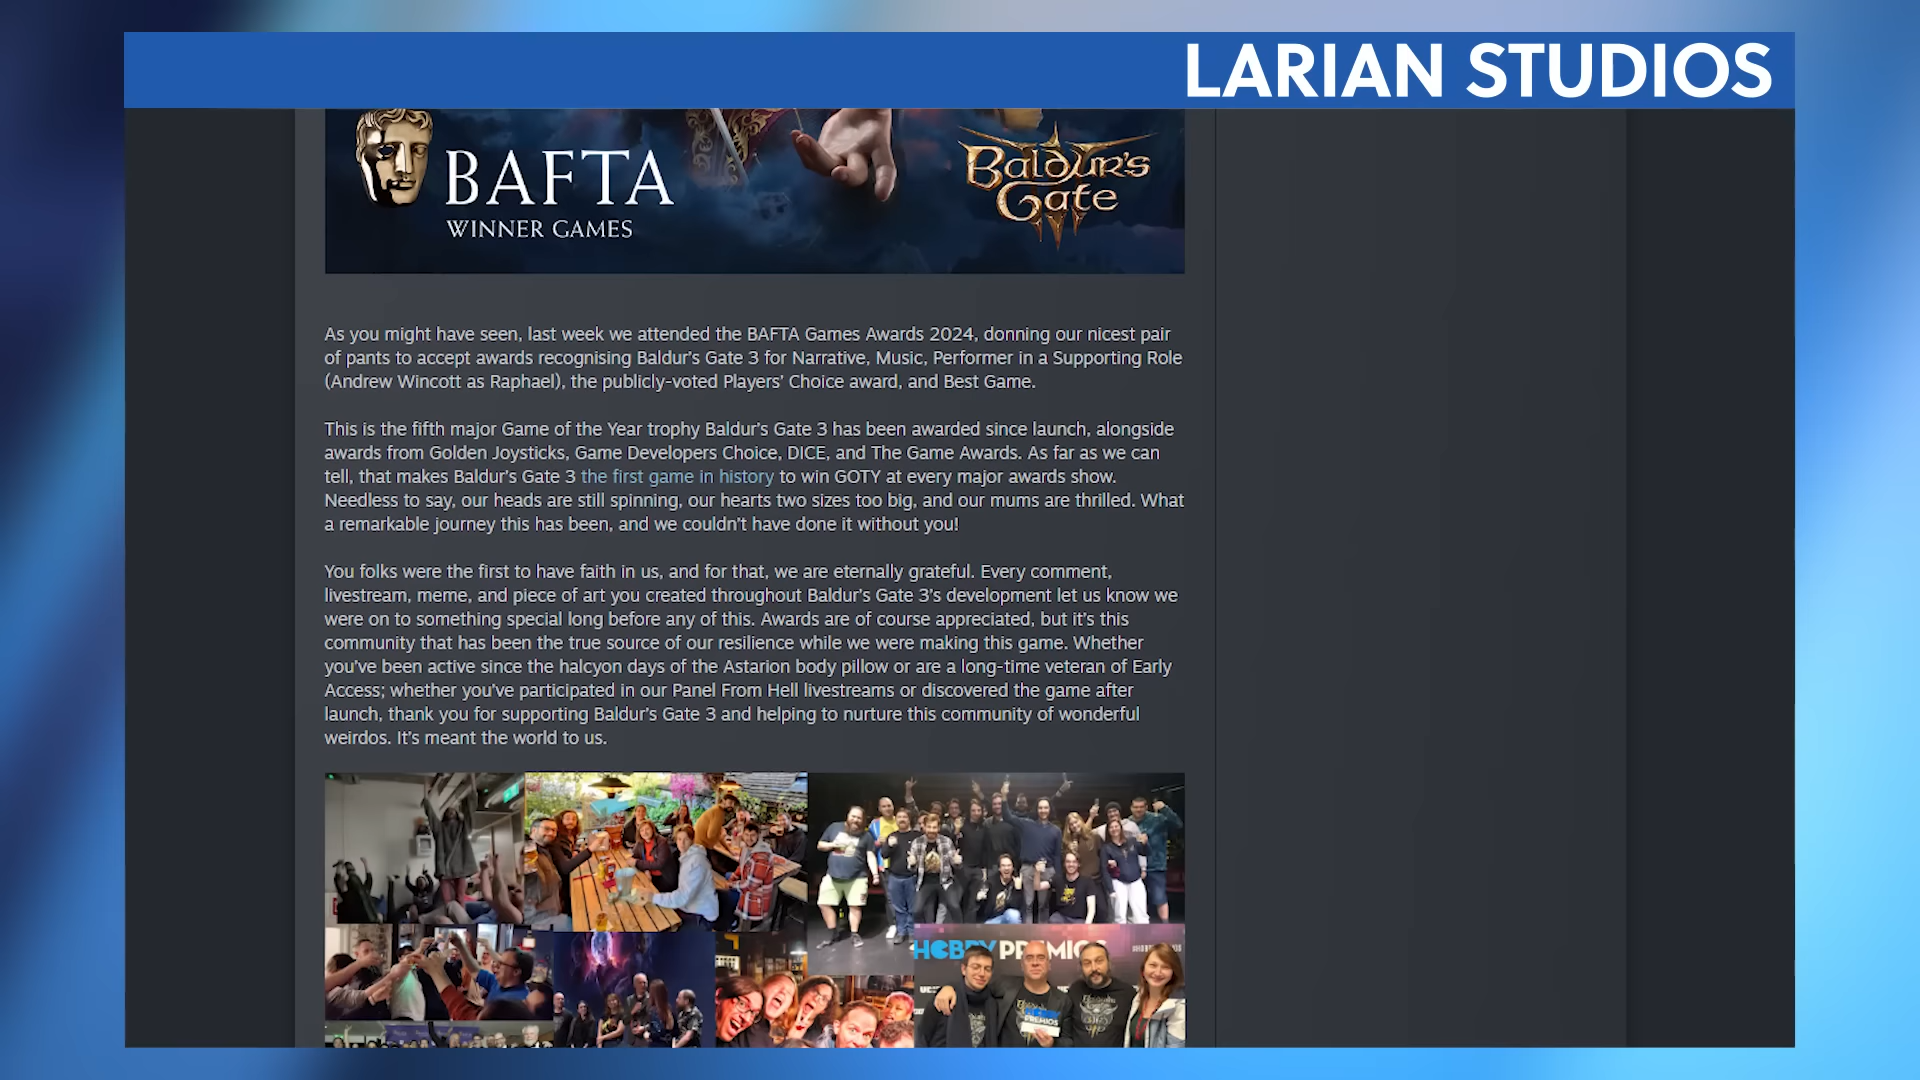 LARIAN STUDIOS
BAFTA
WINNER GAMES
Baldur's
Gate
As you might have seen, last week we attended the BAFTA Games Awards 2024, donning our nicest pair
of pants to accept awards recognising Baldur's Gate 3 for Narrative, Music, Performer in a Supporting Role
(Andrew Wincott as Raphael), the publicly-voted Players' Choice award, and Best Game.
This is the fifth major Game of the Year trophy Baldur's Gate 3 has been awarded since launch, alongside
awards from Golden Joysticks, Game Developers Choice, DICE, and The Game Awards. As far as we can
tell, that makes Baldur's Gate 3 the first game in history to win GOTY at every major awards show.
Needless to say, our heads are still spinning, our hearts two sizes too big, and our mums are thrilled. What
a remarkable journey this has been, and we couldn't have done it without you!
You folks were the first to have faith in us, and for that, we are eternally grateful. Every comment,
livestream, meme, and piece of art you created throughout Baldur's Gate 3's development let us know we
were on to something special long before any of this. Awards are of course appreciated, but it's this
community that has been the true source of our resilience while we were making this game. Whether
you've been active since the halcyon days of the Astarion body pillow or are a long-time veteran of Early
Access; whether you've participated in our Panel From Hell livestreams or discovered the game after
launch, thank you for supporting Baldur's Gate 3 and helping to nurture this community of wonderful
weirdos. It's meant the world to us.
HOBBY PREMIOS
PREMIOS